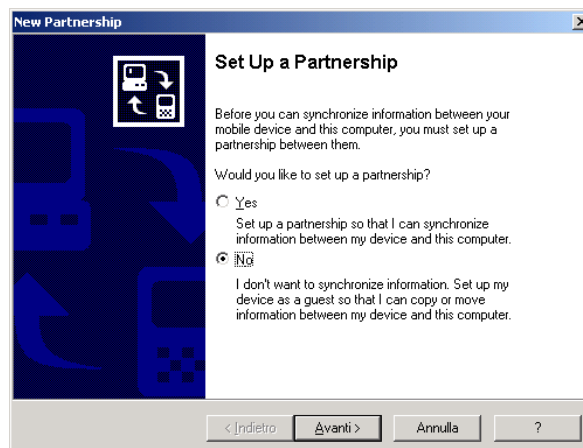 New Partnership
Set Up a Partnership
Before you can synchronize information between your
mobile device and this computer, you must set up a
partnership between them.
Would you like to set up a partnership?
Yes
Set up a partnership so that I can synchronize
information between my device and this computer.
No
I don't want to synchronize information. Set up my
device as a guest so that I can copy or move
information between my device and this computer.
< Indietro
Avanti >
Annulla
?